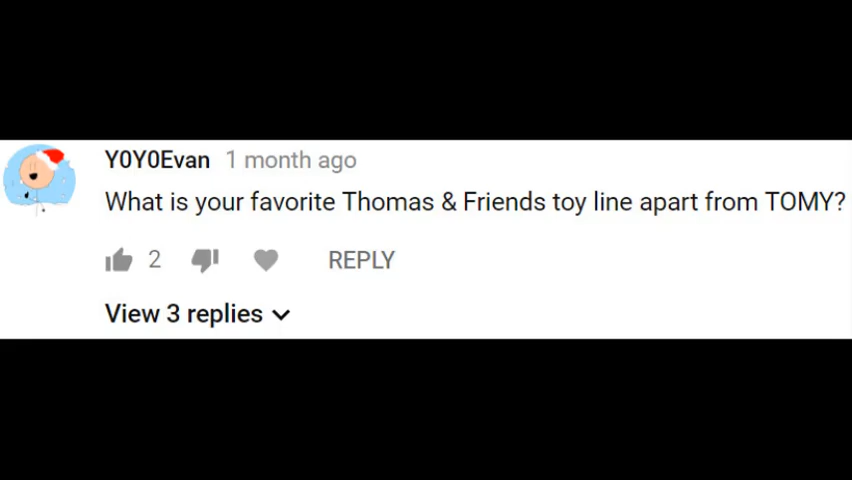 Y0Y0Evan 1 month ago
What is your favorite Thomas & Friends toy line apart from TOMY?
2 REPLY
View 3 replies